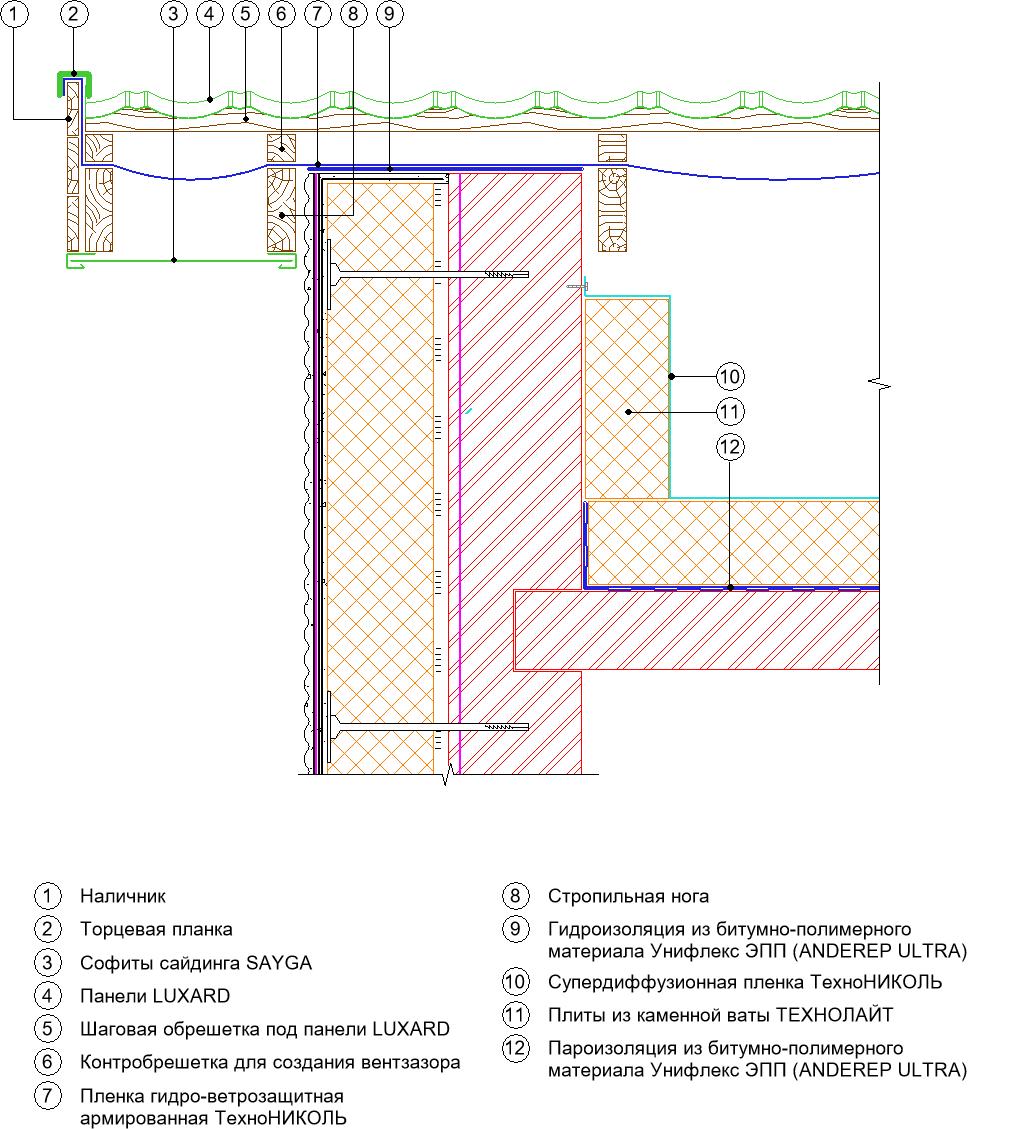 1 2 3 4 5 6 7 8 9
10
11
12
1 Наличник
2 Торцевая планка
3 Софиты сайдинга SAYGA
4 Панели LUXARD
5 Шаговая обрешетка под панели LUXARD
6 Контробрешетка для создания вентзазора
7 Пленка гидро-ветрозащитная
армированная ТехноНИКОЛЬ
8 Стропильная нога
9 Гидроизоляция из битумно-полимерного
материала Унифлекс ЭПП (ANDEREP ULTRA)
10 Супердиффузионная пленка ТехноНИКОЛЬ
11 Плиты из каменной ваты ТЕХНОЛАЙТ
12 Пароизоляция из битумно-полимерного
материала Унифлекс ЭПП (ANDEREP ULTRA)